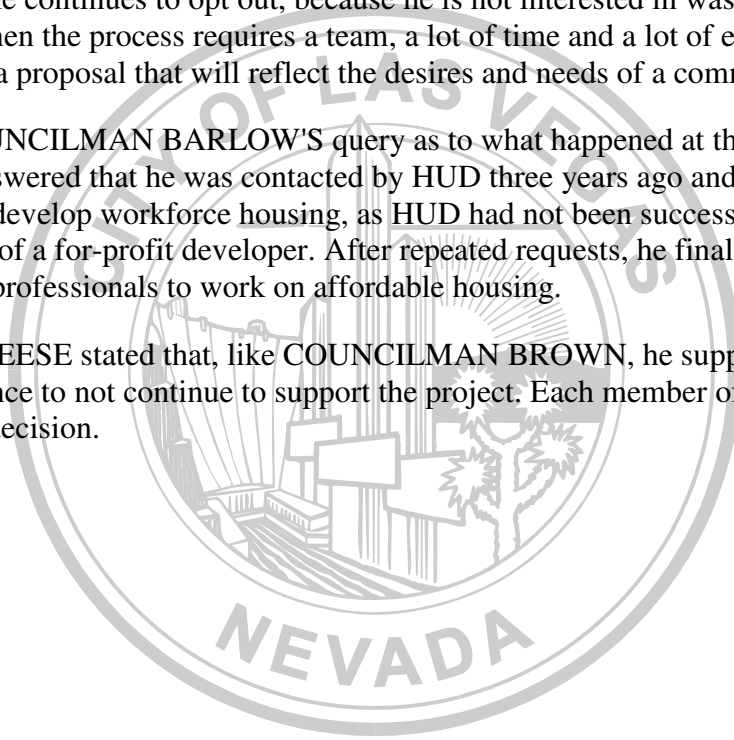 e continues to opt out, because he is not interested in was
hen the process requires a team, a lot of time and a lot of e
a proposal that will reflect the desires and needs of a comm
UNCILMAN BARLOW'S query as to what happened at th
swered that he was contacted by HUD three years ago and
develop workforce housing, as HUD had not been success
of a for-profit developer. After repeated requests, he final
professionals to work on affordable housing.
EESE stated that, like COUNCILMAN BROWN, he supp
nce to not continue to support the project. Each member of
ecision.
CITY OF LAS VEGAS
NEVADA